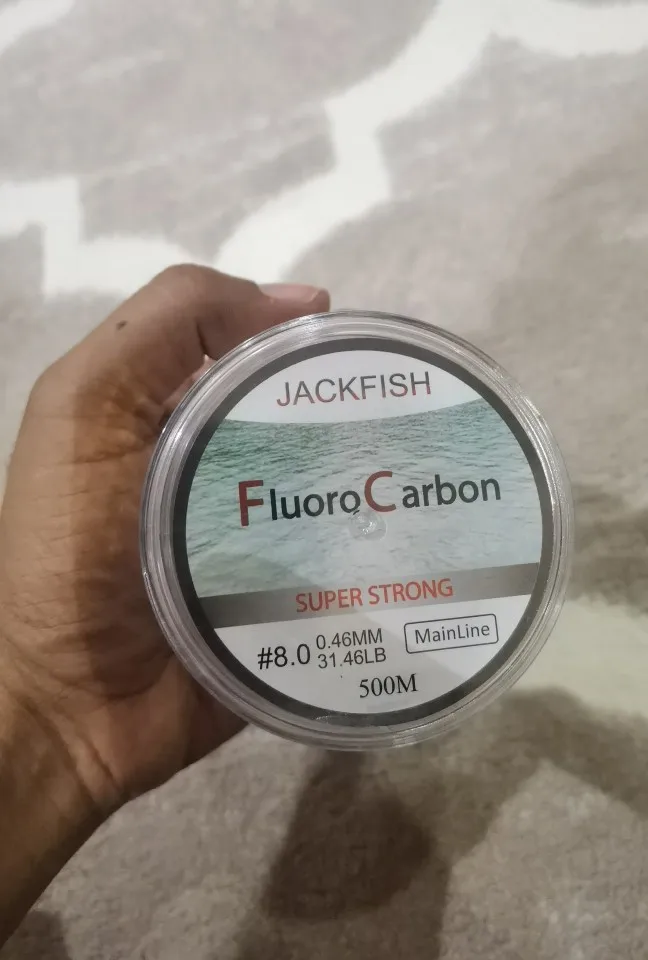 JACKFISH
FluoroCarbon
SUPER STRONG
#8.0 0.46MM
31.46LB
MainLine
500M